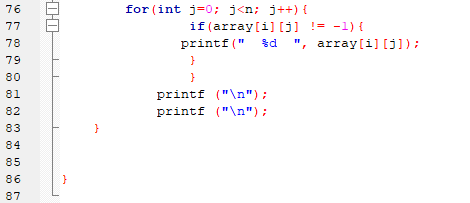 76 for(int j=0; j<n; j++){
77 if(array[i][j] != -1){
78 printf("  %d  ", array[i][j]);
79 }
80 }
81 printf ("\n");
82 printf ("\n");
83 }
84
85
86 }
87